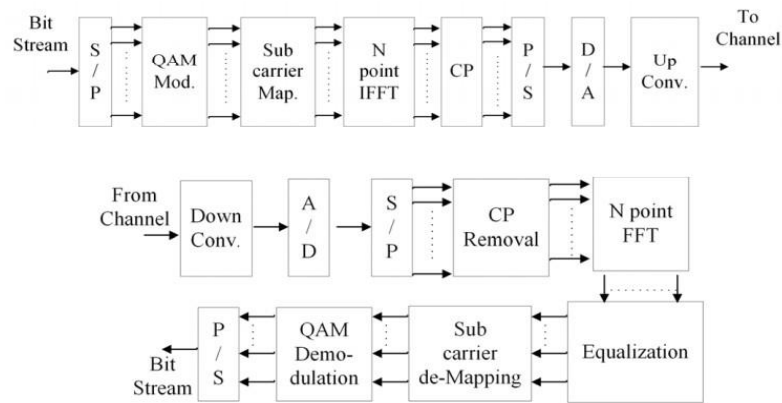 Bit
Stream
S
/
P
QAM
Mod.
Sub
carrier
Map.
N
point
IFFT
CP
P
/
S
D
/
A
Up
Conv.
To
Channel
From
Channel
Down
Conv.
A
/
D
S
/
P
CP
Removal
N point
FFT
Equalization
Sub
carrier
de-Mapping
QAM
Demo-
dulation
P
/
S
Bit
Stream